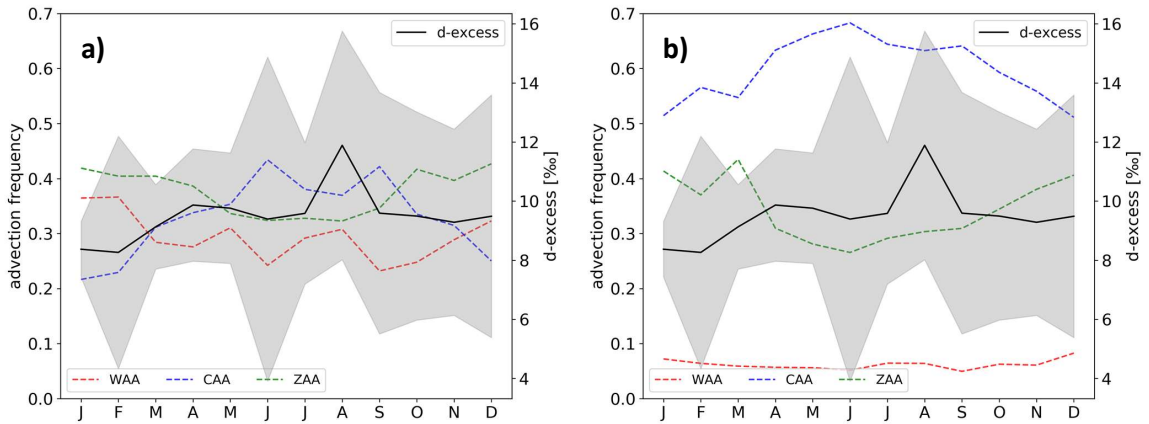 a)
d-excess
advection frequency
0.7
0.6
0.5
0.4
0.3
0.2
0.1
0.0
WAA CAA ZAA
J F M A M J J A S O N D
16
14
12
10
8
6
4
d-excess [‰]
b)
d-excess
advection frequency
0.7
0.6
0.5
0.4
0.3
0.2
0.1
0.0
WAA CAA ZAA
J F M A M J J A S O N D
16
14
12
10
8
6
4
d-excess [‰]